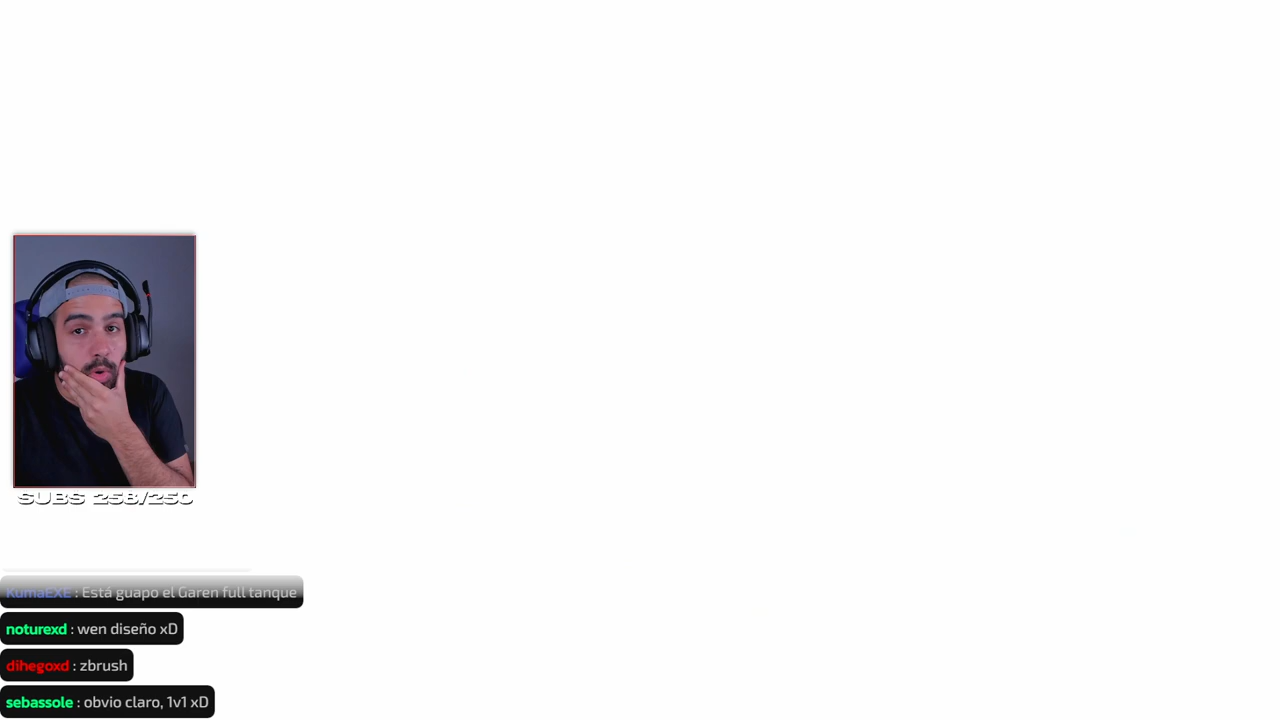 SUBS 258/250
KumaEXE : Está guapo el Garen full tanque
noturexd : wen diseño xD
dihegoxd : zbrush
sebassole : obvio claro, 1v1 xD